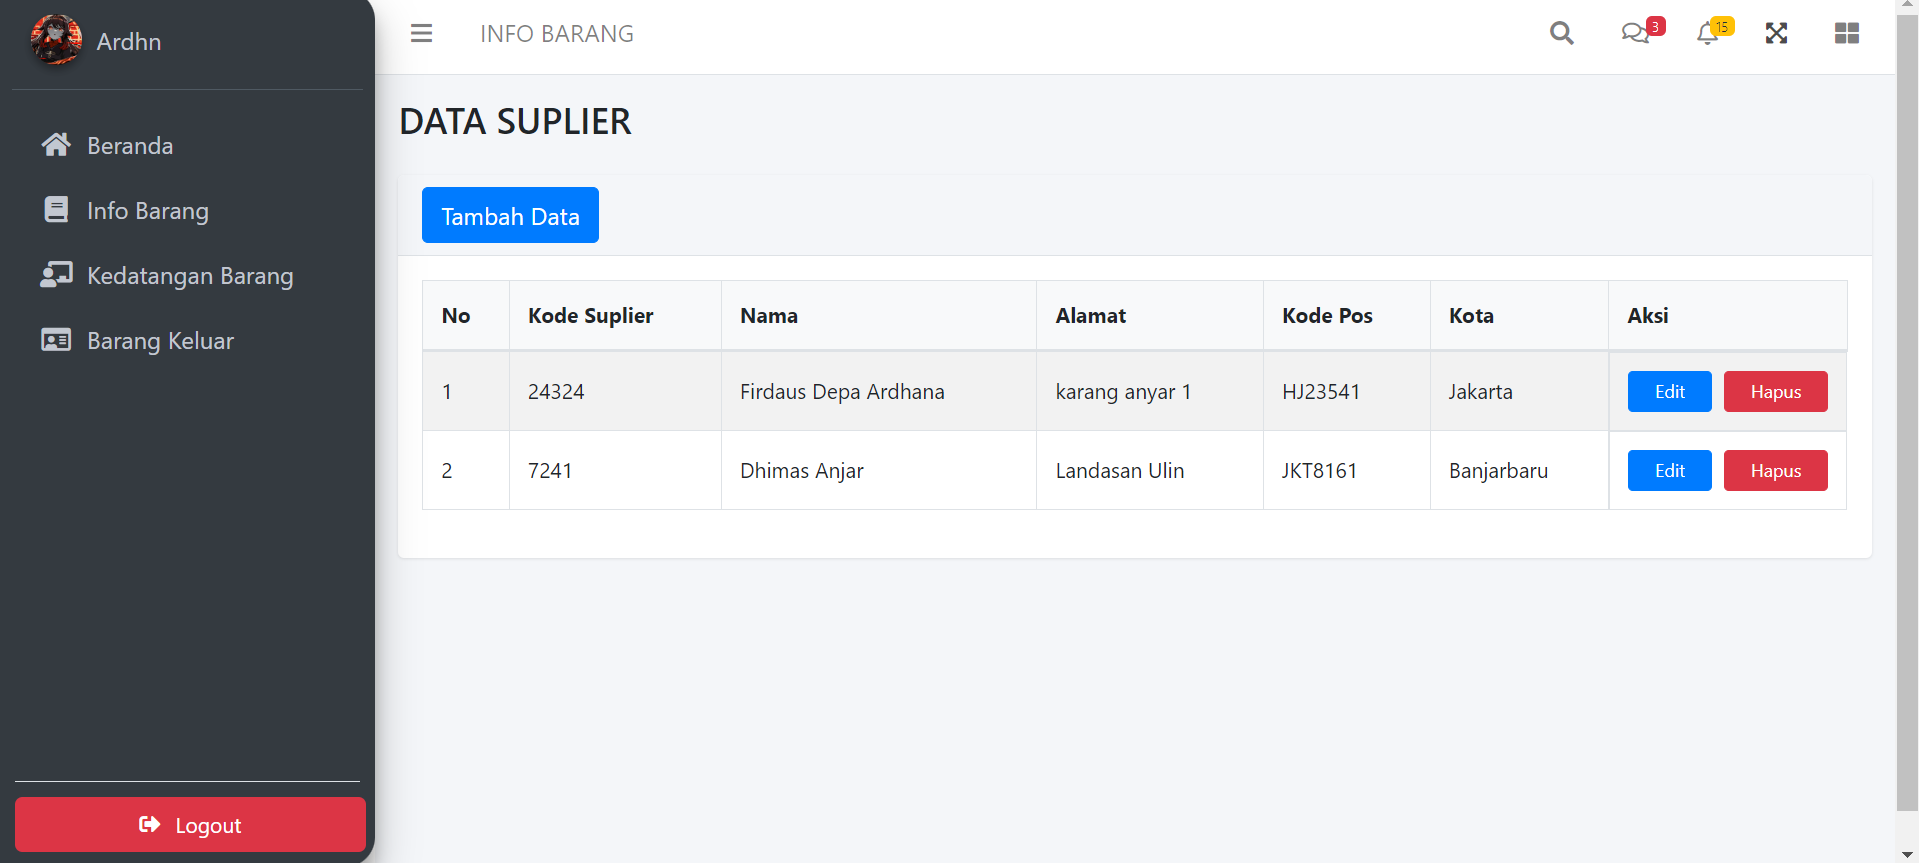 Ardhn
Beranda
Info Barang
Kedatangan Barang
Barang Keluar
Logout
INFO BARANG
3
15
DATA SUPLIER
Tambah Data
No Kode Suplier Nama Alamat Kode Pos Kota Aksi
1 24324 Firdaus Depa Ardhana karang anyar 1 HJ23541 Jakarta Edit Hapus
2 7241 Dhimas Anjar Landasan Ulin JKT8161 Banjarbaru Edit Hapus